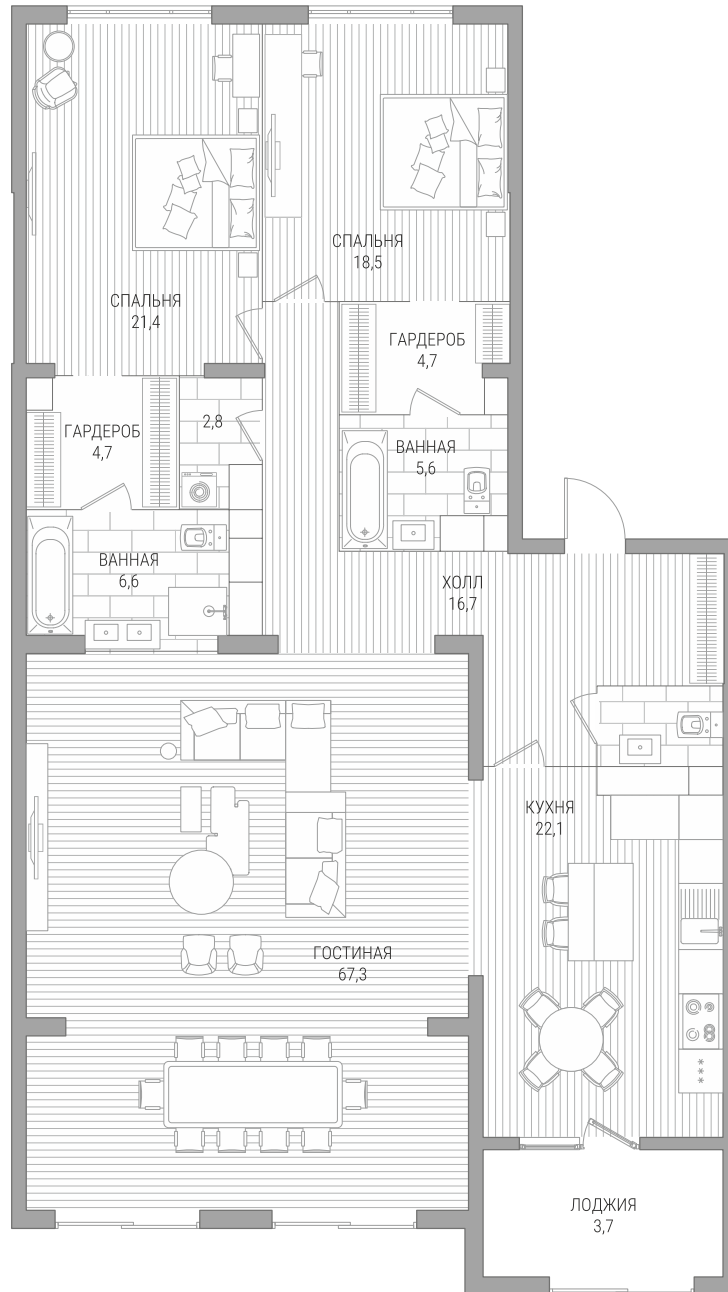 СПАЛЬНЯ
18,5
СПАЛЬНЯ
21,4
ГАРДЕРОБ
4,7
2,8
ГАРДЕРОБ
4,7
ВАННАЯ
5,6
ВАННАЯ
6,6
ХОЛЛ
16,7
КУХНЯ
22,1
ГОСТИНАЯ
67,3
ЛОДЖИЯ
3,7